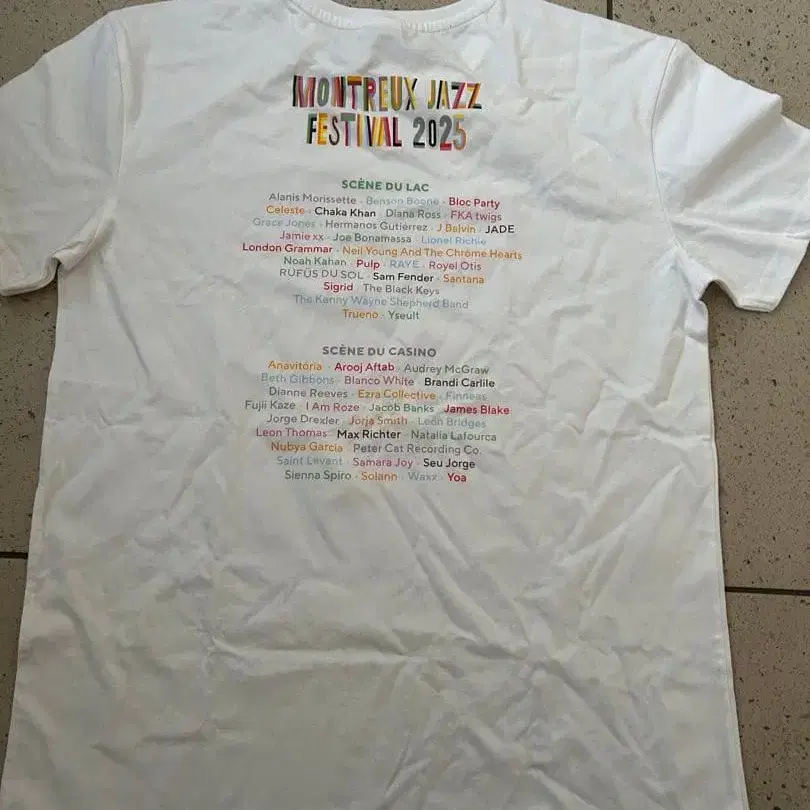 MONTREUX JAZZ
FESTIVAL 2025
SCÈNE DU LAC
Alanis Morissette · Benson Boone · Bloc Party
Celeste · Chaka Khan · Diana Ross · FKA twigs
Grace Jones · Hermanos Gutiérrez · J Balvin · JADE
Jamie xx · Joe Bonamassa · Lionel Richie
London Grammar · Neil Young And The Chrome Hearts
Noah Kahan · Pulp · RAYE · Royel Otis
RÜFÜS DU SOL · Sam Fender · Santana
Sigrid · The Black Keys
The Kenny Wayne Shepherd Band
Trueno · Yseult
SCÈNE DU CASINO
Anavitória · Arooj Aftab · Audrey McGraw
Beth Gibbons · Blanco White · Brandi Carlile
Dianne Reeves · Ezra Collective · Finneas
Fujii Kaze · I Am Roze · Jacob Banks · James Blake
Jorge Drexler · Jorja Smith · Leon Bridges
Leon Thomas · Max Richter · Natalia Lafourca
Nubya Garcia · Peter Cat Recording Co.
Saint Levant · Samara Joy · Seu Jorge
Sienna Spiro · Solann · Waxx · Yoa